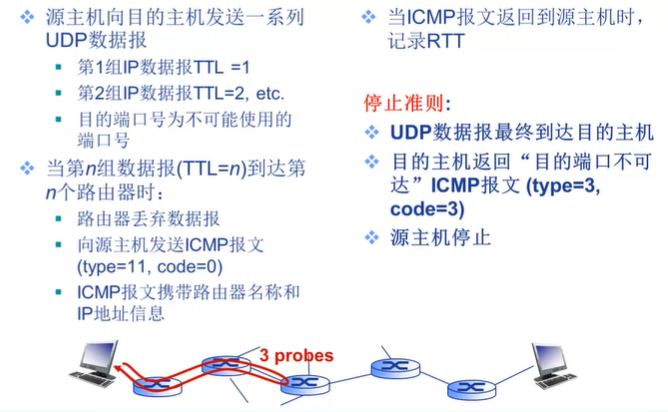 源主机向目的主机发送一系列
UDP数据报
第1组IP数据报TTL =1
第2组IP数据报TTL=2, etc.
目的端口号为不可能使用的
端口号
当第n组数据报(TTL=n)到达第
n个路由器时：
路由器丢弃数据报
向源主机发送ICMP报文
(type=11, code=0)
ICMP报文携带路由器名称和
IP地址信息
当ICMP报文返回到源主机时，
记录RTT
停止准则:
UDP数据报最终到达目的主机
目的主机返回“目的端口不可
达”ICMP报文 (type=3,
code=3)
源主机停止
3 probes